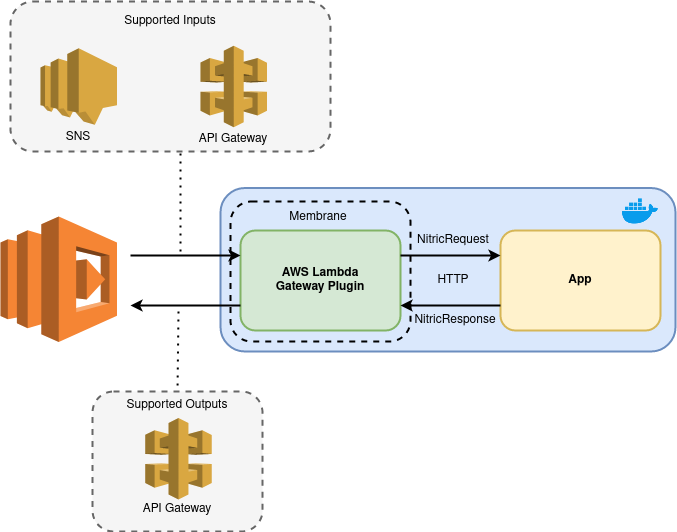 Supported Inputs
SNS
API Gateway
Membrane
AWS Lambda
Gateway Plugin
NitricRequest
HTTP
NitricResponse
App
Supported Outputs
API Gateway